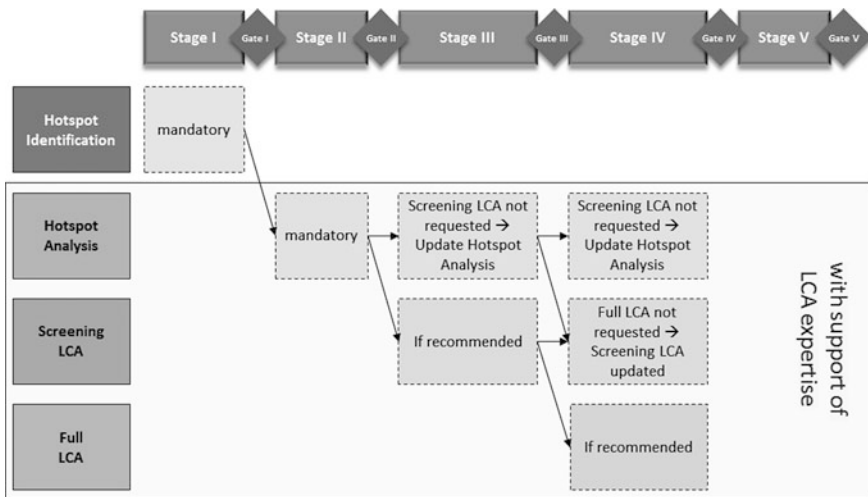 Stage I
Gate I
Stage II
Gate II
Stage III
Gate III
Stage IV
Gate IV
Stage V
Gate V
Hotspot
Identification
mandatory
Hotspot
Analysis
mandatory
Screening LCA not
requested →
Update Hotspot
Analysis
Screening LCA not
requested →
Update Hotspot
Analysis
Screening
LCA
If recommended
Full LCA not
requested →
Screening LCA
updated
Full
LCA
If recommended
with support of
LCA expertise